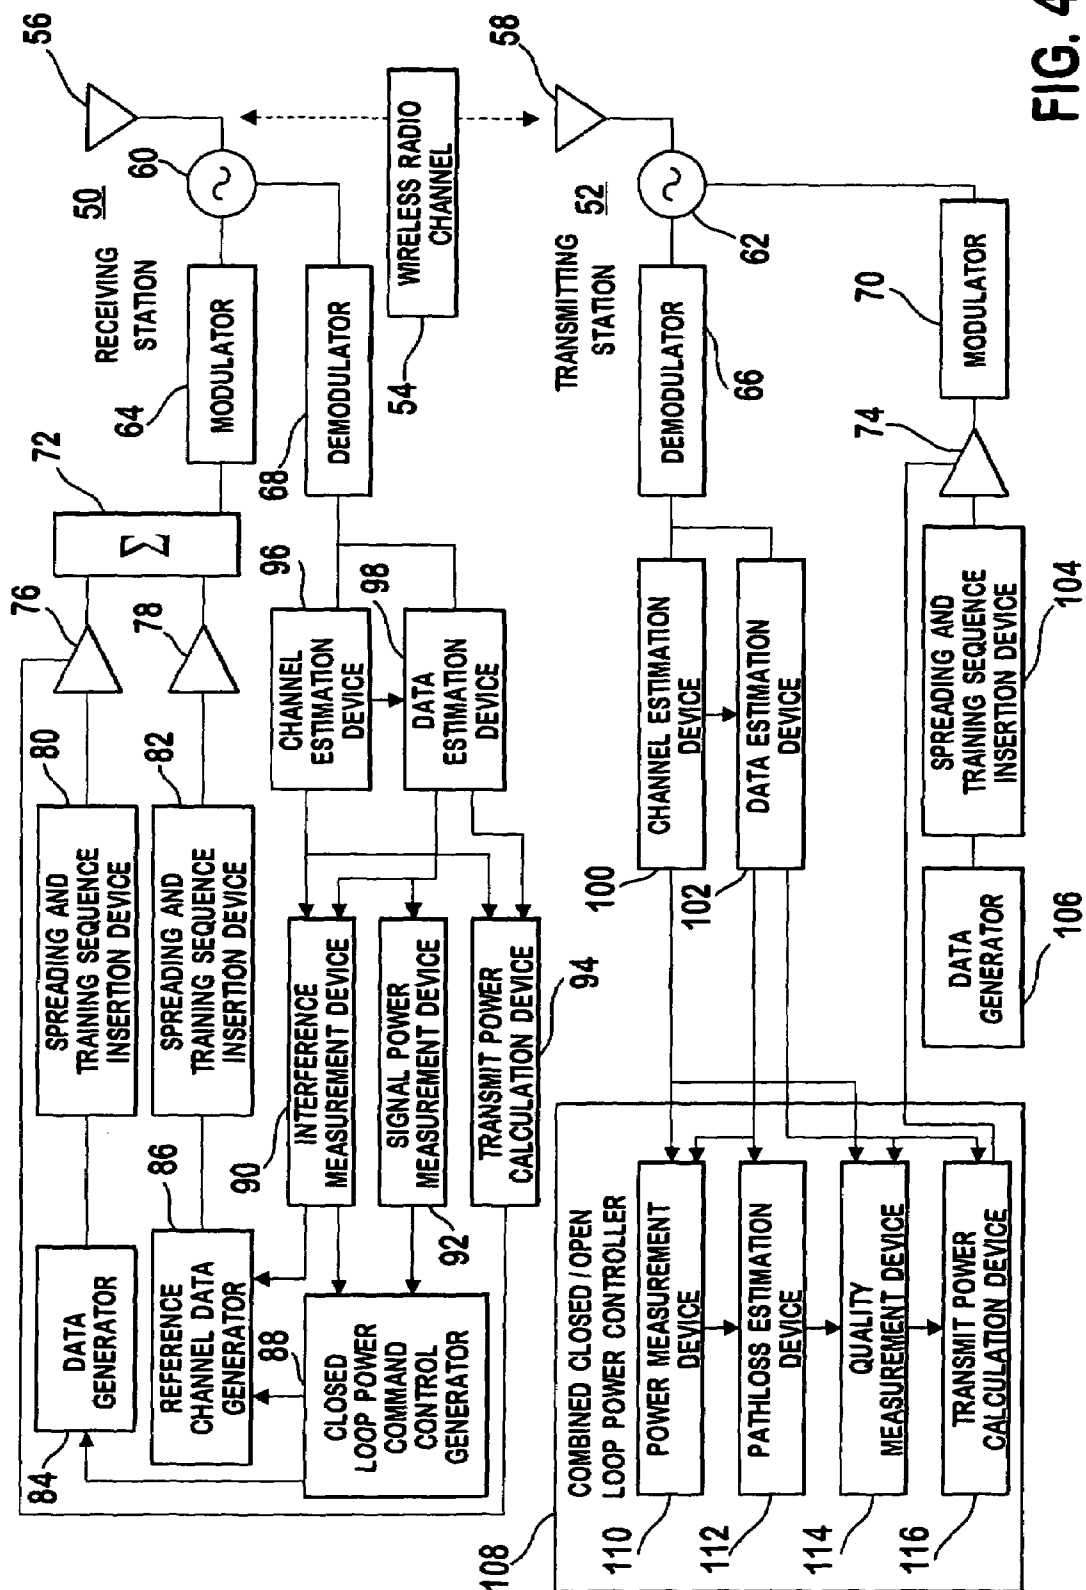 56
60
50
RECEIVING
STATION
64
MODULATOR
72
Σ
76
78
80
SPREADING AND
TRAINING SEQUENCE
INSERTION DEVICE
82
SPREADING AND
TRAINING SEQUENCE
INSERTION DEVICE
84
DATA
GENERATOR
86
REFERENCE
CHANNEL DATA
GENERATOR
88
CLOSED
LOOP POWER
COMMAND
CONTROL
GENERATOR
90
INTERFERENCE
MEASUREMENT DEVICE
SIGNAL POWER
MEASUREMENT DEVICE
92
TRANSMIT POWER
CALCULATION DEVICE
94
96
CHANNEL
ESTIMATION
DEVICE
98
DATA
ESTIMATION
DEVICE
68
DEMODULATOR
WIRELESS RADIO
CHANNEL
54
58
52
62
TRANSMITTING
STATION
DEMODULATOR
66
70
MODULATOR
74
CHANNEL ESTIMATION
DEVICE
100
DATA ESTIMATION
DEVICE
102
SPREADING AND
TRAINING SEQUENCE
INSERTION DEVICE
104
DATA
GENERATOR
106
108
COMBINED CLOSED/OPEN
LOOP POWER CONTROLLER
POWER MEASUREMENT
DEVICE
110
PATHLOSS ESTIMATION
DEVICE
112
QUALITY
MEASUREMENT DEVICE
114
TRANSMIT POWER
CALCULATION DEVICE
116
FIG. 4